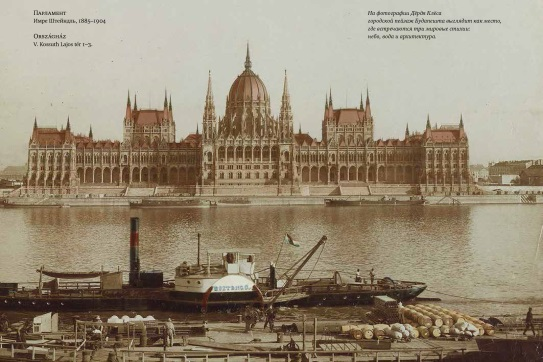 Парламент
Имре Штейндль, 1885–1904
Országház
V. Kossuth Lajos tér 1–3.
На фотографии Дёрдя Клёса
городской пейзаж Будапешта выглядит как место,
где встречаются три мировые стихии:
небо, вода и архитектура.